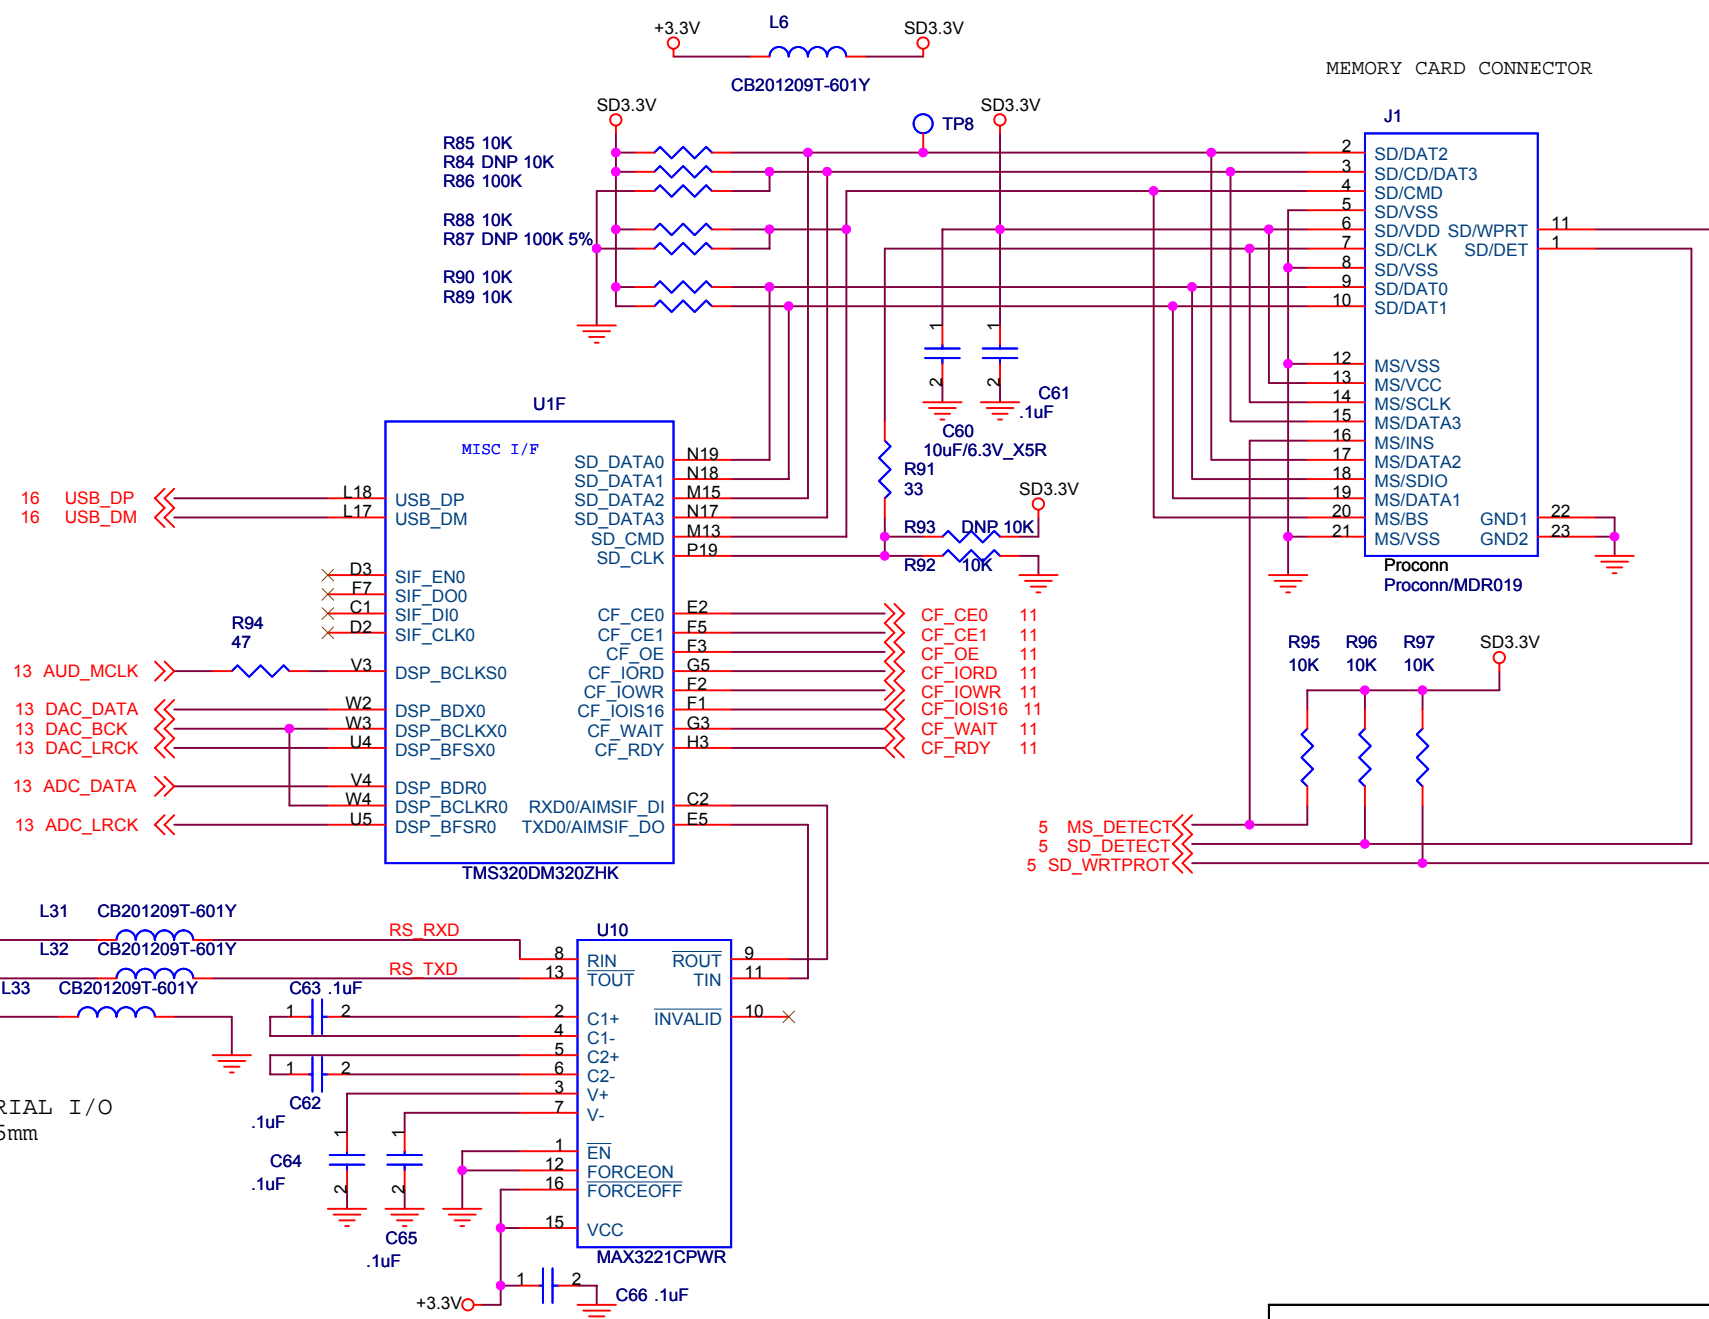 +3.3V
L6
SD3.3V
CB201209T-601Y
MEMORY CARD CONNECTOR
SD3.3V
SD3.3V
TP8
J1
R85 10K
R84 DNP 10K
R86 100K
R88 10K
R87 DNP 100K 5%
R90 10K
R89 10K
2 SD/DAT2
3 SD/CD/DAT3
4 SD/CMD
5 SD/VSS
6 SD/VDD SD/WPRT 11
7 SD/CLK SD/DET 1
8 SD/VSS
9 SD/DAT0
10 SD/DAT1
12 MS/VSS
13 MS/VCC
14 MS/SCLK
15 MS/DATA3
16 MS/INS
17 MS/DATA2
18 MS/SDIO
19 MS/DATA1
20 MS/BS GND1 22
21 MS/VSS GND2 23
Proconn
Proconn/MDR019
1 1
2 2
C61
.1uF
C60
10uF/6.3V_X5R
R91
33
SD3.3V
R93 DNP 10K
R92 10K
U1F
MISC I/F
SD_DATA0 N19
SD_DATA1 N18
SD_DATA2 M15
SD_DATA3 N17
SD_CMD M13
SD_CLK P19
16 USB_DP L18 USB_DP
16 USB_DM L17 USB_DM
D3 SIF_EN0
F7 SIF_DO0
C1 SIF_DI0
D2 SIF_CLK0
R94
47
CF_CE0 E2 CF_CE0 11
CF_CE1 F5 CF_CE1 11
CF_OE F3 CF_OE 11
CF_IORD G5 CF_IORD 11
CF_IOWR F2 CF_IOWR 11
CF_IOIS16 F1 CF_IOIS16 11
CF_WAIT G3 CF_WAIT 11
CF_RDY H3 CF_RDY 11
13 AUD_MCLK V3 DSP_BCLKS0
13 DAC_DATA W2 DSP_BDX0
13 DAC_BCK W3 DSP_BCLKX0
13 DAC_LRCK U4 DSP_BFSX0
13 ADC_DATA V4 DSP_BDR0
W4 DSP_BCLKR0 RXD0/AIMSIF_DI C2
13 ADC_LRCK U5 DSP_BFSR0 TXD0/AIMSIF_DO E5
TMS320DM320ZHK
R95 R96 R97 SD3.3V
10K 10K 10K
5 MS_DETECT
5 SD_DETECT
5 SD_WRTPROT
L31 CB201209T-601Y
RS_RXD
L32 CB201209T-601Y
RS_TXD
L33 CB201209T-601Y
U10
8 RIN ROUT 9
13 TOUT TIN 11
C63 .1uF
1 2
2 C1+ INVALID 10
4 C1-
5 C2+
6 C2-
3 V+
7 V-
1 2
C62
.1uF
1 EN
12 FORCEON
16 FORCEOFF
15 VCC
MAX3221CPWR
RIAL I/O
5mm
1 1
C64
.1uF
2 2
C65
.1uF
1 2
C66 .1uF
+3.3V